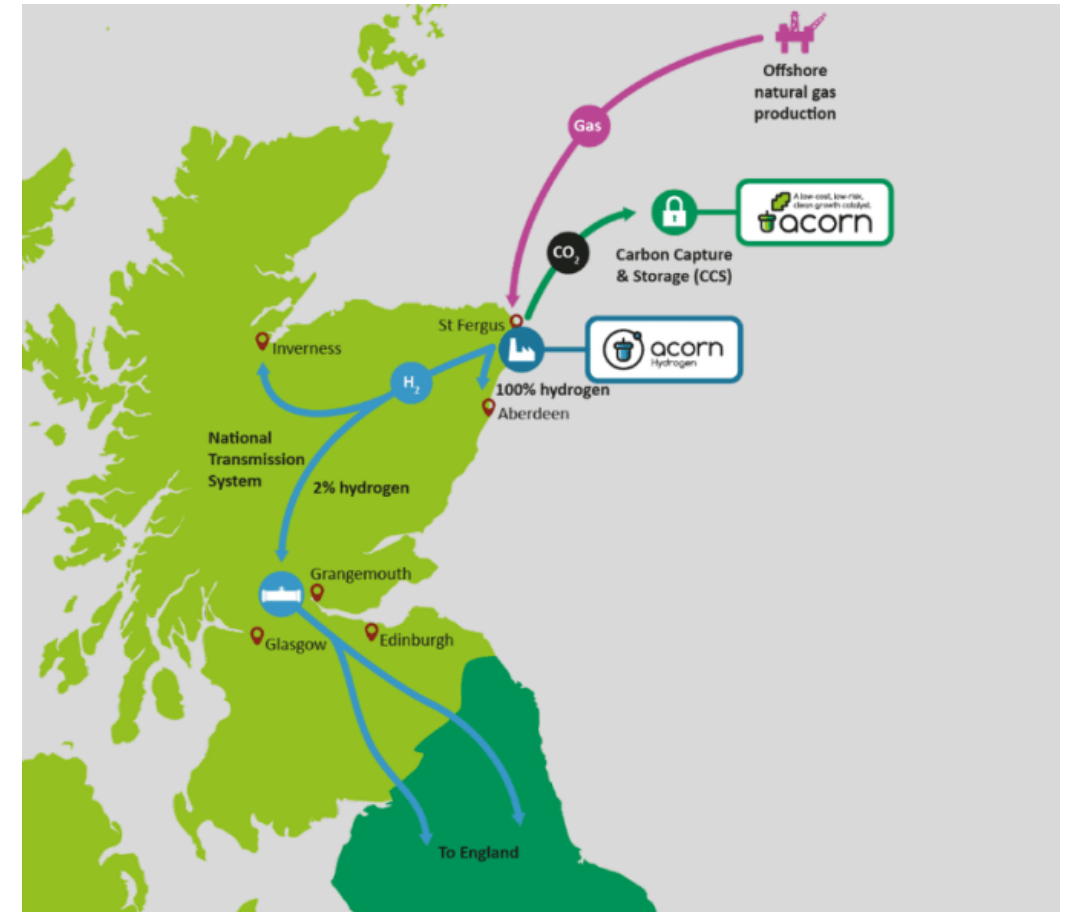 Offshore
natural gas
production
Gas
A low-cost, low-risk,
clean growth catalyst.
acorn
CO₂
Carbon Capture
& Storage (CCS)
St Fergus
acorn
Hydrogen
Inverness
H₂
100% hydrogen
Aberdeen
National
Transmission
System
2% hydrogen
Grangemouth
Glasgow
Edinburgh
To England